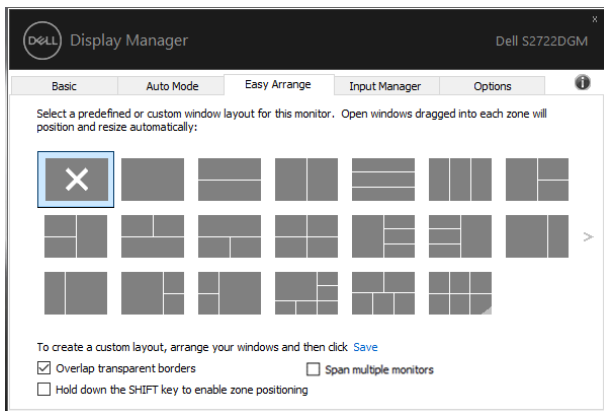 x
DELL Display Manager Dell S2722DGM
Basic Auto Mode Easy Arrange Input Manager Options i
Select a predefined or custom window layout for this monitor. Open windows dragged into each zone will
position and resize automatically:
>
To create a custom layout, arrange your windows and then click Save
Overlap transparent borders Span multiple monitors
Hold down the SHIFT key to enable zone positioning